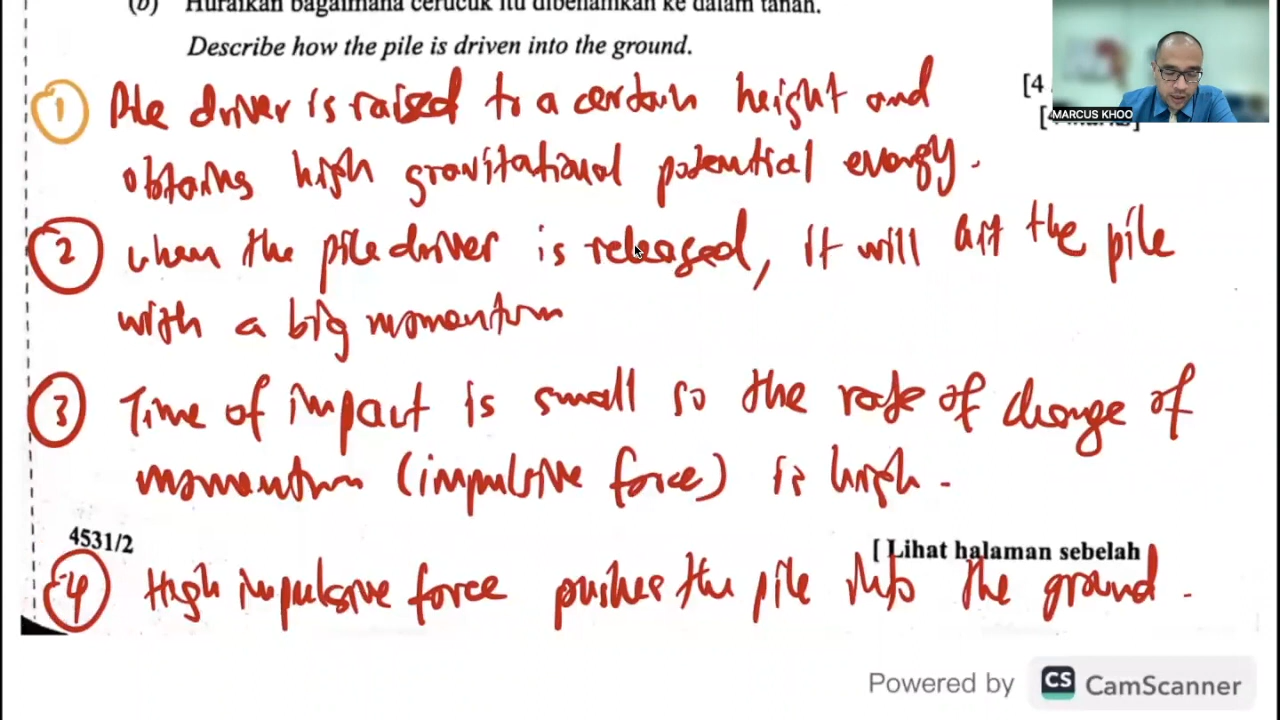 (b) Huraikan bagaimana cerucuk itu dibenamkan ke dalam tanah.
Describe how the pile is driven into the ground.
[4
MARCUS KHOO
① Pile driver is raised to a certain height and
obtains high gravitational potential energy.
② when the pile driver is released, it will hit the pile
with a big momentum
③ Time of impact is small so the rate of change of
momentum (impulsive force) is high.
4531/2
[ Lihat halaman sebelah
④ High impulsive force pushes the pile into the ground.
Powered by CS CamScanner